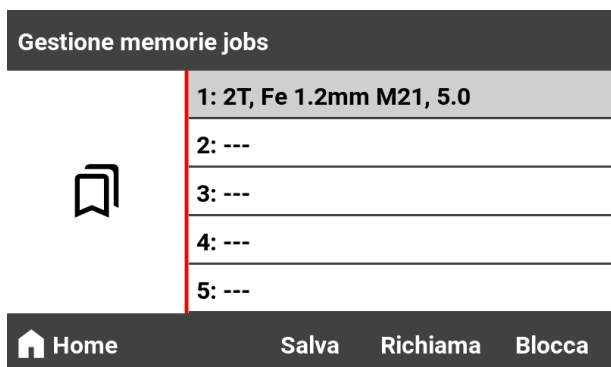 Gestione memorie jobs
1: 2T, Fe 1.2mm M21, 5.0
2: ---
3: ---
4: ---
5: ---
Home Salva Richiama Blocca